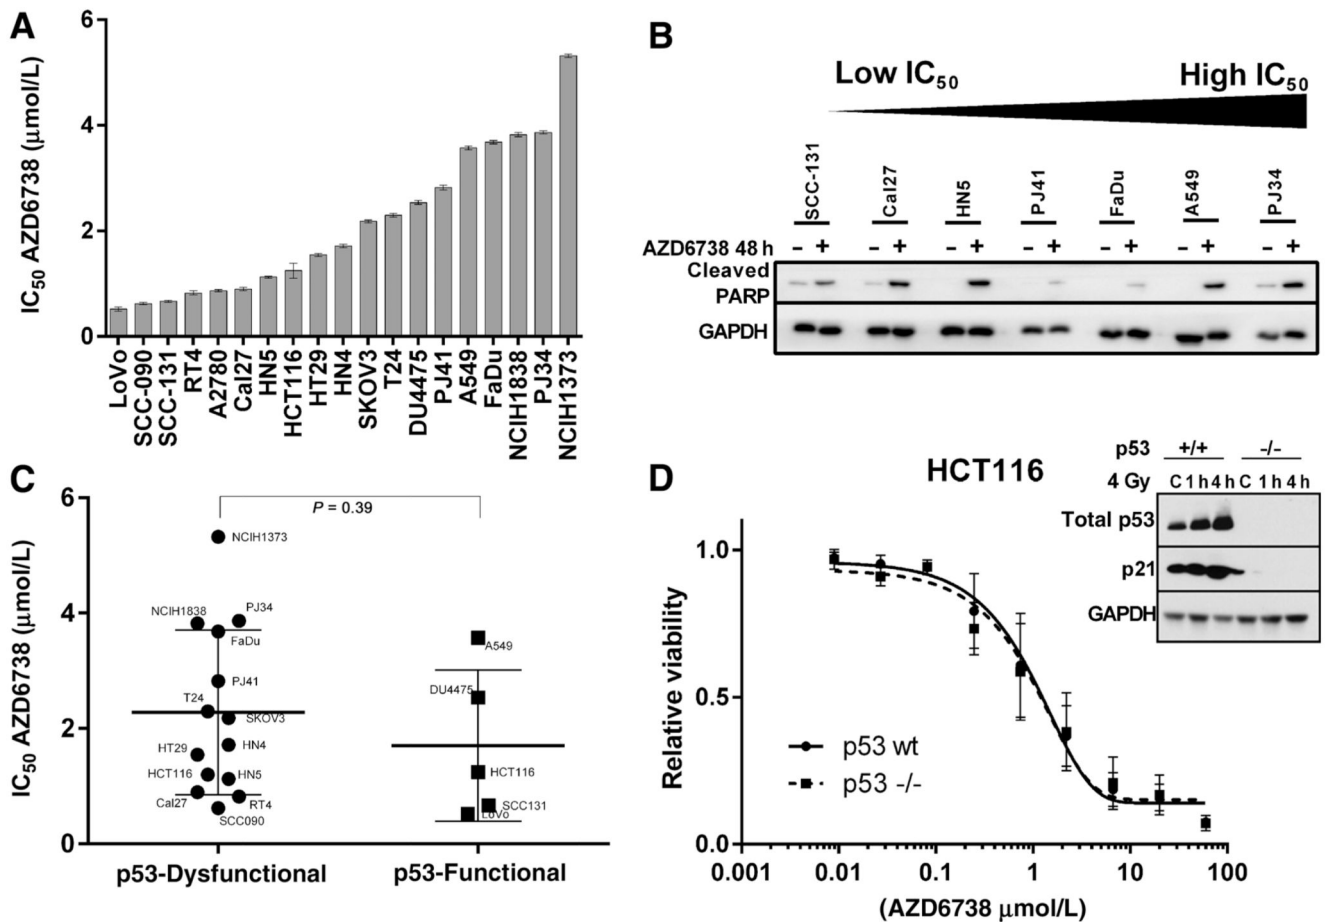 A
IC50 AZD6738 (μmol/L)
6
4
2
0
LoVo
SCC-090
SCC-131
RT4
A2780
Cal27
HN5
HCT116
HT29
HN4
SKOV3
T24
DU4475
PJ41
A549
FaDu
NCIH1838
PJ34
NCIH1373
B
Low IC50 High IC50
SCC-131 Cal27 HN5 PJ41 FaDu A549 PJ34
AZD6738 48 h – + – + – + – + – + – + – +
Cleaved
PARP
GAPDH
C
IC50 AZD6738 (μmol/L)
6
4
2
0
P = 0.39
NCIH1373
NCIH1838
PJ34
FaDu
PJ41
T24
SKOV3
HT29
HN4
HCT116
HN5
Cal27
RT4
SCC090
A549
DU4475
HCT116
SCC131
LoVo
p53-Dysfunctional p53-Functional
D
HCT116
p53 +/+ -/-
4 Gy C 1 h 4 h C 1 h 4 h
Total p53
p21
GAPDH
Relative viability
1.0
0.5
0.0
p53 wt
p53 -/-
0.001 0.01 0.1 1 10 100
(AZD6738 μmol/L)